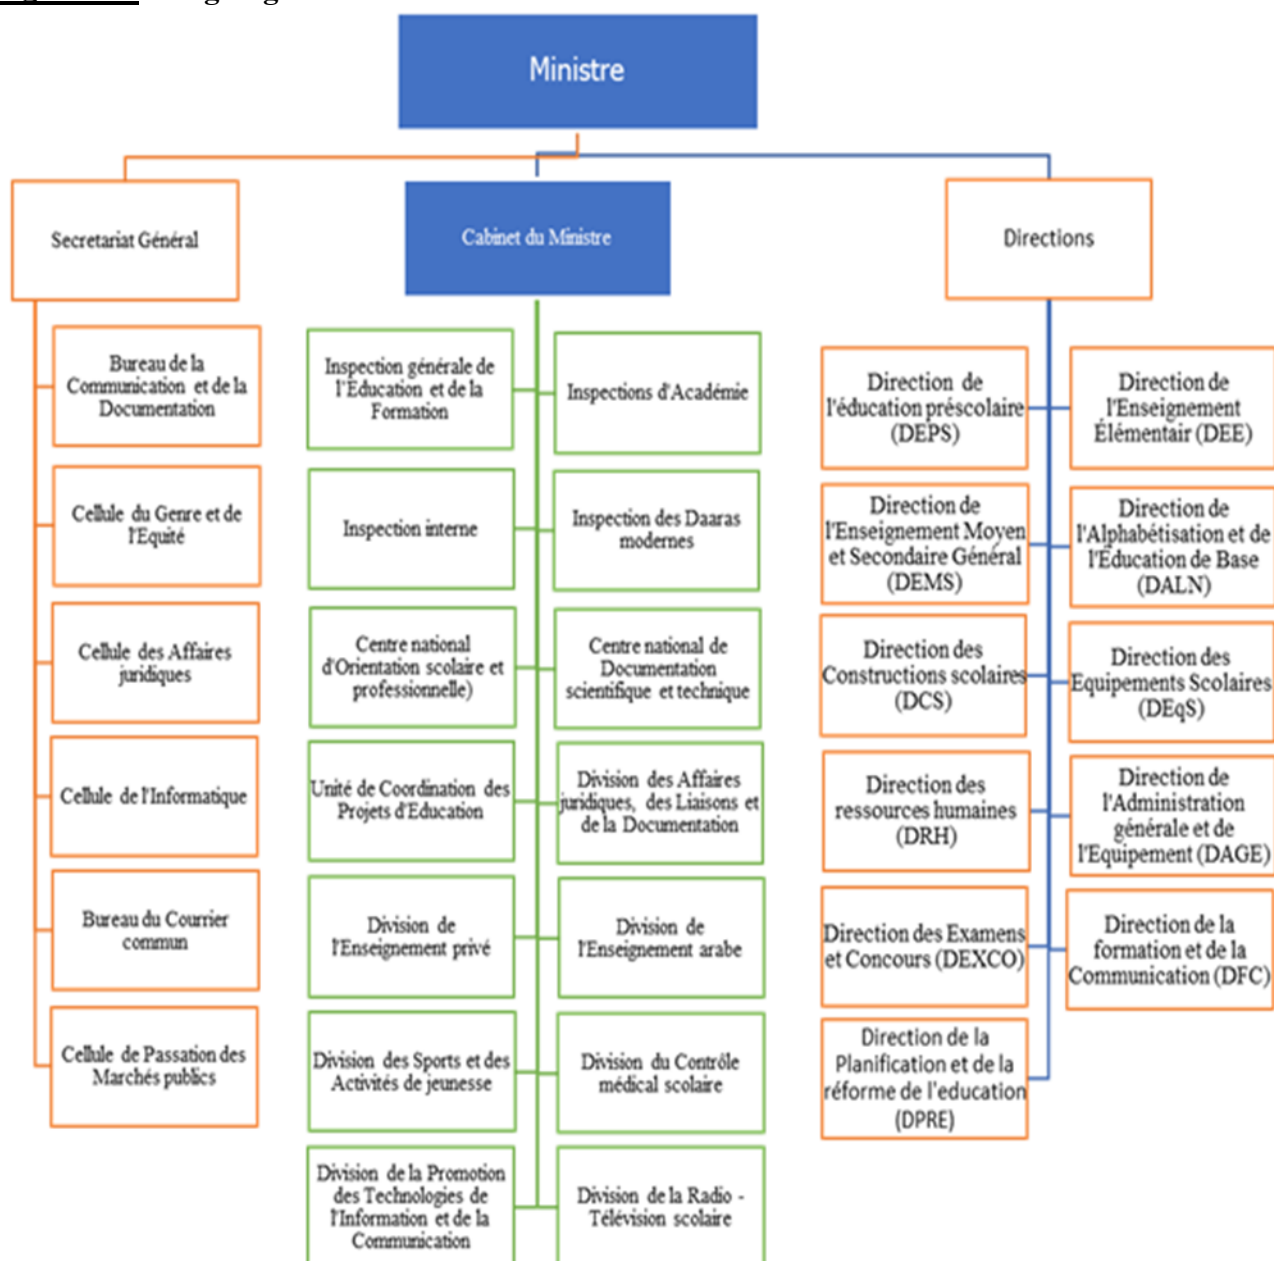 Ministre
Secretariat Général
Cabinet du Ministre
Directions
Bureau de la
Communication et de la
Documentation
Cellule du Genre et de
l'Equité
Cellule des Affaires
juridiques
Cellule de l'Informatique
Bureau du Courrier
commun
Cellule de Passation des
Marchés publics
Inspection générale de
l'Education et de la
Formation
Inspections d'Académie
Inspection interne
Inspection des Daaras
modernes
Centre national
d'Orientation scolaire et
professionnelle)
Centre national de
Documentation
scientifique et technique
Unité de Coordination des
Projets d'Education
Division des Affaires
juridiques, des Liaisons et
de la Documentation
Division de
l'Enseignement privé
Division de
l'Enseignement arabe
Division des Sports et des
Activités de jeunesse
Division du Contrôle
médical scolaire
Division de la Promotion
des Technologies de
l'Information et de la
Communication
Division de la Radio -
Télévision scolaire
Direction de
l'éducation préscolaire
(DEPS)
Direction de
l'Enseignement
Élémentair (DEE)
Direction de
l'Enseignement Moyen
et Secondaire Général
(DEMS)
Direction de
l'Alphabétisation et de
l'Éducation de Base
(DALN)
Direction des
Constructions scolaires
(DCS)
Direction des
Equipements Scolaires
(DEqS)
Direction des
ressources humaines
(DRH)
Direction de
l'Administration
générale et de
l'Equipement (DAGE)
Direction des Examens
et Concours (DEXCO)
Direction de la
formation et de la
Communication (DFC)
Direction de la
Planification et de la
réforme de l'education
(DPRE)